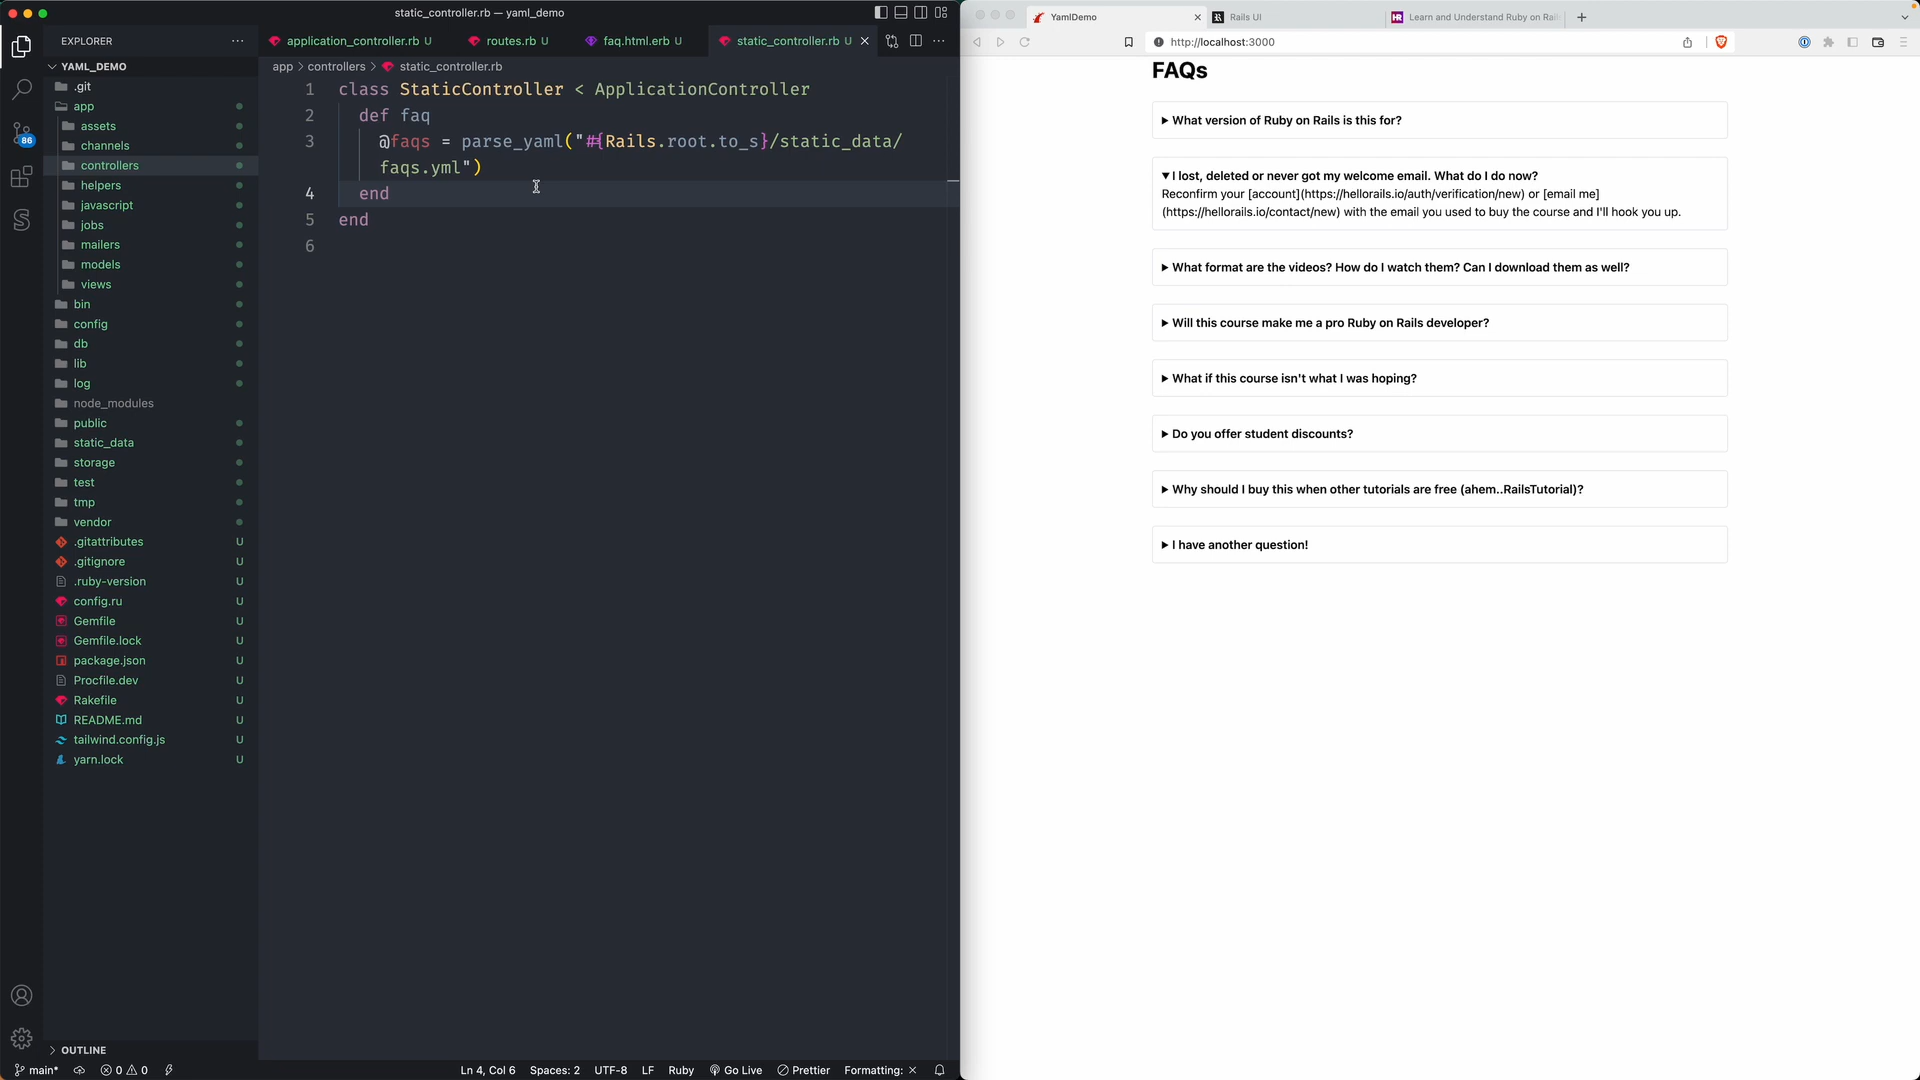 static_controller.rb — yaml_demo
EXPLORER
YAML_DEMO
.git
app
assets
channels
controllers
helpers
javascript
jobs
mailers
models
views
bin
config
db
lib
log
node_modules
public
static_data
storage
test
tmp
vendor
.gitattributes U
.gitignore U
.ruby-version U
config.ru U
Gemfile U
Gemfile.lock U
package.json U
Procfile.dev U
Rakefile U
README.md U
tailwind.config.js U
yarn.lock U
OUTLINE
86
application_controller.rb U routes.rb U faq.html.erb U static_controller.rb U
app > controllers > static_controller.rb
1 class StaticController < ApplicationController
2 def faq
3 @faqs = parse_yaml("#{Rails.root.to_s}/static_data/
faqs.yml")
4 end
5 end
6
main* 0 0 Ln 4, Col 6 Spaces: 2 UTF-8 LF Ruby Go Live Prettier Formatting: ×
YamlDemo Rails UI Learn and Understand Ruby on Rail
http://localhost:3000
FAQs
What version of Ruby on Rails is this for?
I lost, deleted or never got my welcome email. What do I do now?
Reconfirm your [account](https://hellorails.io/auth/verification/new) or [email me]
(https://hellorails.io/contact/new) with the email you used to buy the course and I'll hook you up.
What format are the videos? How do I watch them? Can I download them as well?
Will this course make me a pro Ruby on Rails developer?
What if this course isn't what I was hoping?
Do you offer student discounts?
Why should I buy this when other tutorials are free (ahem..RailsTutorial)?
I have another question!